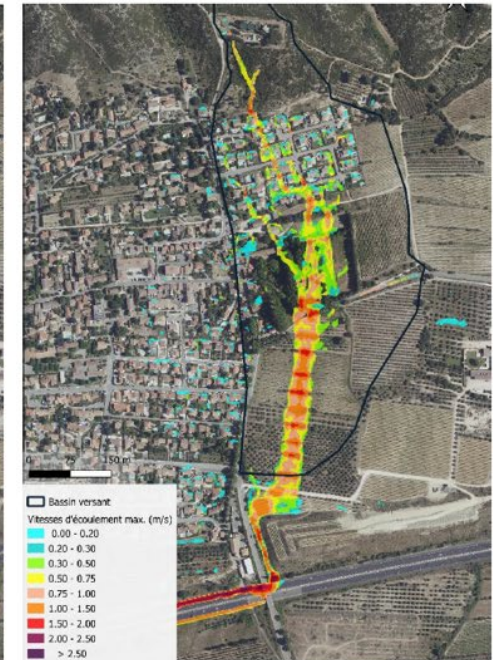 0 75 150 m
Bassin versant
Vitesses d'écoulement max. (m/s)
0.00 - 0.20
0.20 - 0.30
0.30 - 0.50
0.50 - 0.75
0.75 - 1.00
1.00 - 1.50
1.50 - 2.00
2.00 - 2.50
> 2.50